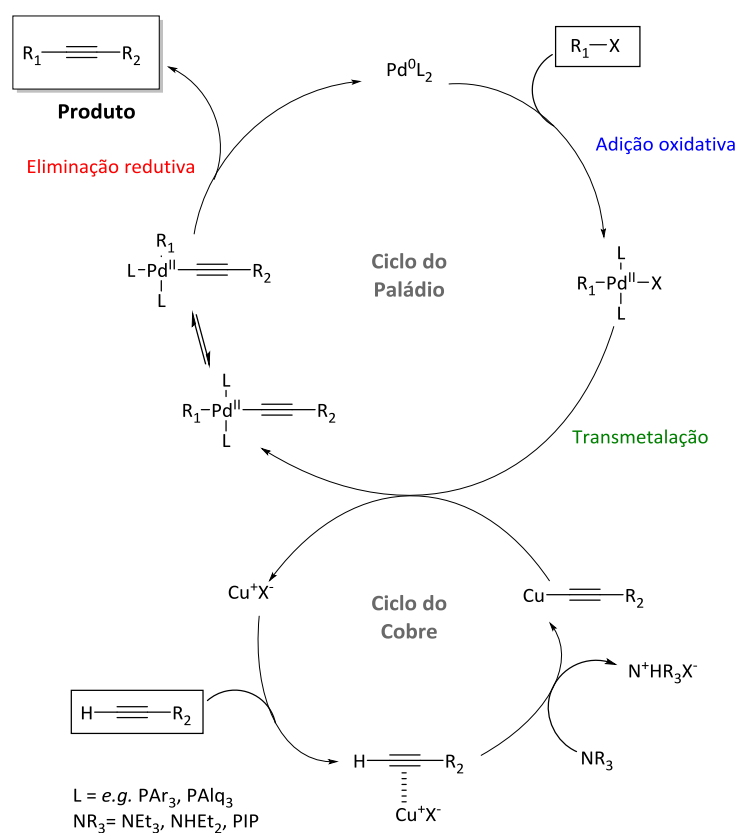 R₁ R₂
Produto
Pd⁰L₂
R₁—X
Adição oxidativa
Eliminação redutiva
R₁
L-Pdᴵᴵ R₂
L
Ciclo do
Paládio
L
R₁-Pdᴵᴵ-X
L
L
R₁-Pdᴵᴵ R₂
L
Transmetalação
Cu⁺X⁻
Ciclo do
Cobre
Cu R₂
N⁺HR₃X⁻
H R₂
H R₂
Cu⁺X⁻
NR₃
L = e.g. PAr₃, PAlq₃
NR₃= NEt₃, NHEt₂, PIP